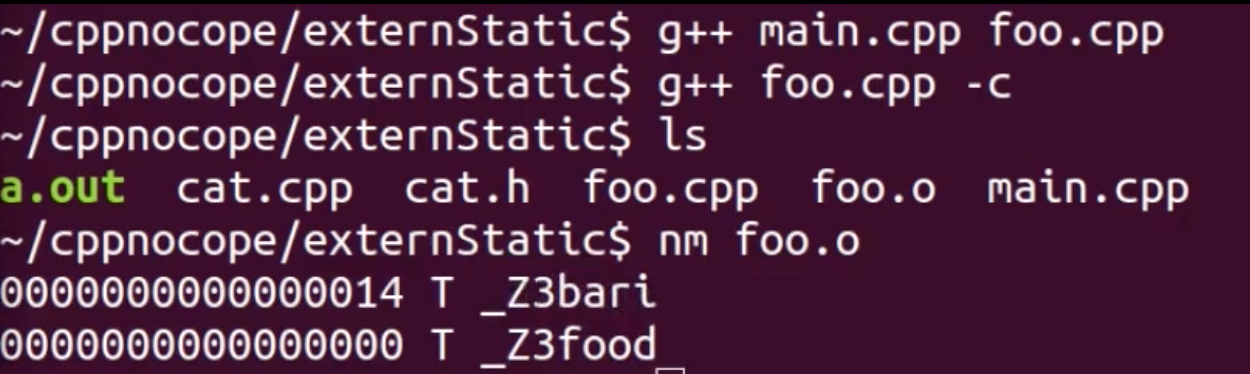 ~/cppnocope/externStatic$ g++ main.cpp foo.cpp
~/cppnocope/externStatic$ g++ foo.cpp -c
~/cppnocope/externStatic$ ls
a.out  cat.cpp  cat.h  foo.cpp  foo.o  main.cpp
~/cppnocope/externStatic$ nm foo.o
0000000000000014 T _Z3bari
0000000000000000 T _Z3food